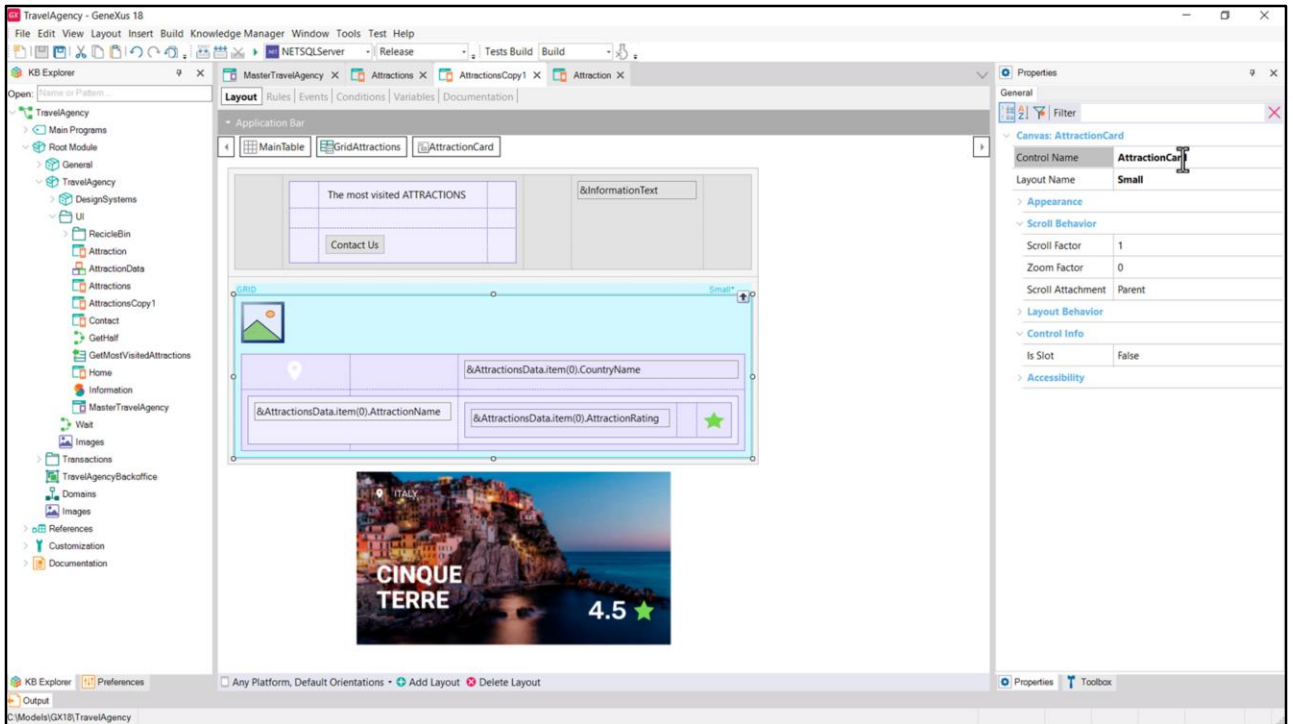 TravelAgency - GeneXus 18
File Edit View Layout Insert Build Knowledge Manager Window Tools Test Help
NETSQLServer Release Tests Build Build
KB Explorer
Open: Name or Pattern...
TravelAgency
Main Programs
Root Module
General
TravelAgency
DesignSystems
UI
RecicleBin
Attraction
AttractionData
Attractions
AttractionsCopy1
Contact
GetHalf
GetMostVisitedAttractions
Home
Information
MasterTravelAgency
Wait
Images
Transactions
TravelAgencyBackoffice
Domains
Images
References
Customization
Documentation
KB Explorer Preferences
MasterTravelAgency Attractions AttractionsCopy1 Attraction
Layout Rules Events Conditions Variables Documentation
Application Bar
MainTable GridAttractions AttractionCard
The most visited ATTRACTIONS
&InformationText
Contact Us
GRID Small*
&AttractionsData.item(0).CountryName
&AttractionsData.item(0).AttractionName
&AttractionsData.item(0).AttractionRating
ITALY
CINQUE
TERRE
4.5
Any Platform, Default Orientations Add Layout Delete Layout
Properties
General
Filter
Canvas: AttractionCard
Control Name AttractionCard
Layout Name Small
Appearance
Scroll Behavior
Scroll Factor 1
Zoom Factor 0
Scroll Attachment Parent
Layout Behavior
Control Info
Is Slot False
Accessibility
Properties Toolbox
Output
C:\Models\GX18\TravelAgency